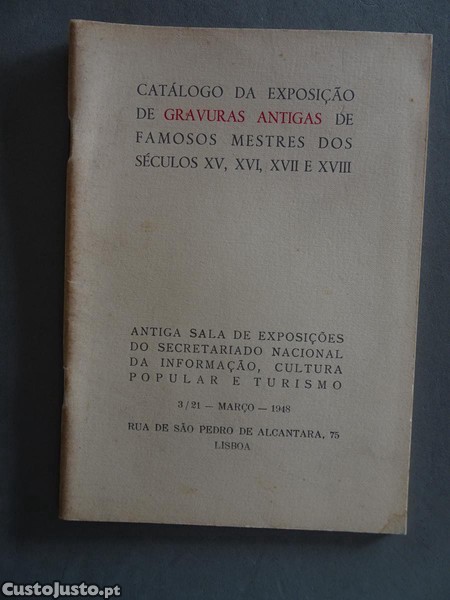 CATÁLOGO DA EXPOSIÇÃO
DE GRAVURAS ANTIGAS DE
FAMOSOS MESTRES DOS
SÉCULOS XV, XVI, XVII E XVIII
ANTIGA SALA DE EXPOSIÇÕES
DO SECRETARIADO NACIONAL
DA INFORMAÇÃO, CULTURA
POPULAR E TURISMO
3/21 — MARÇO — 1948
RUA DE SÃO PEDRO DE ALCANTARA, 75
LISBOA
CustoJusto.pt